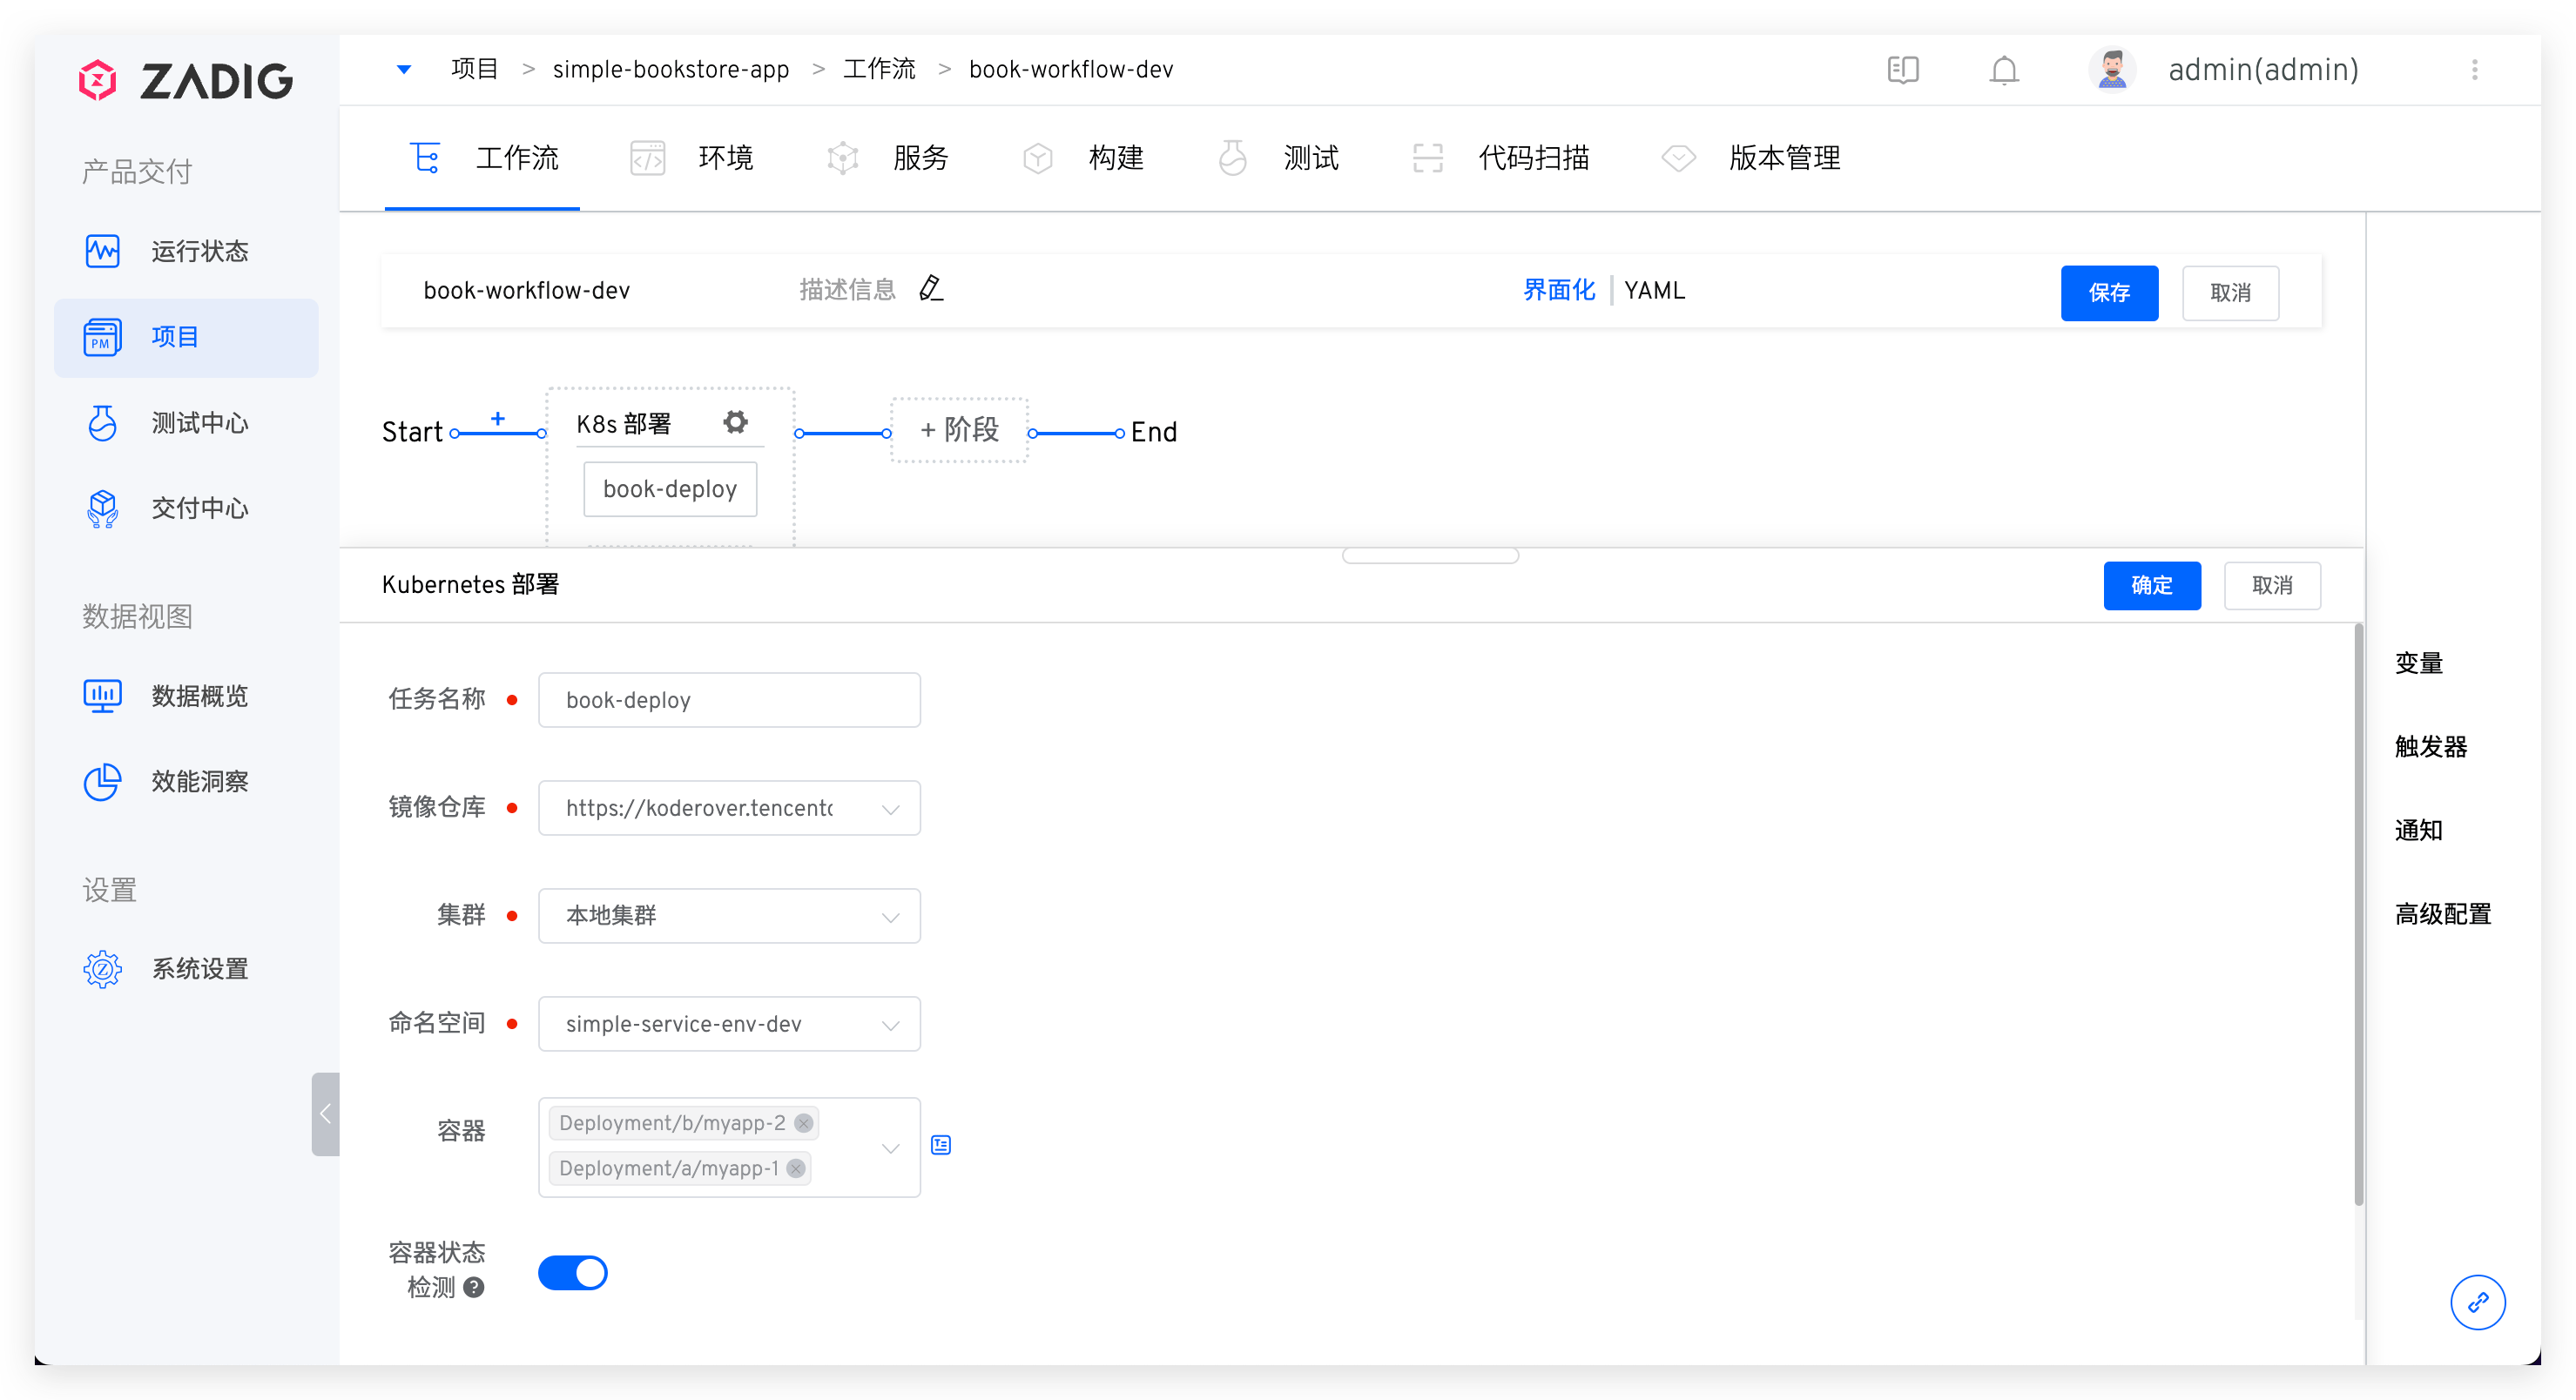 ZADIG
项目 > simple-bookstore-app > 工作流 > book-workflow-dev
admin(admin)
产品交付
运行状态
PM 项目
测试中心
交付中心
数据视图
数据概览
效能洞察
设置
系统设置
工作流 环境 服务 构建 测试 代码扫描 版本管理
book-workflow-dev 描述信息 界面化 YAML 保存 取消
Start + K8s 部署 + 阶段 End
book-deploy
Kubernetes 部署 确定 取消
任务名称 book-deploy
镜像仓库 https://koderover.tencentc
集群 本地集群
命名空间 simple-service-env-dev
容器 Deployment/b/myapp-2
Deployment/a/myapp-1
容器状态
检测 ?
变量
触发器
通知
高级配置